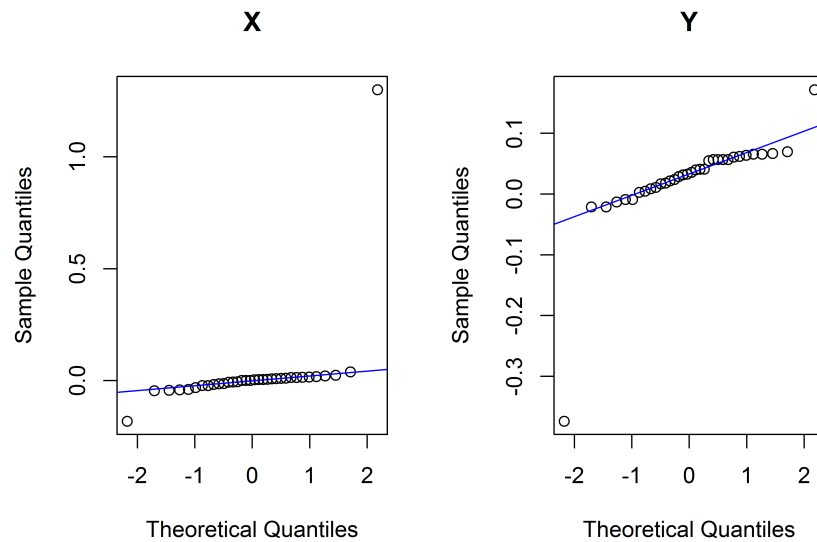 X
Sample Quantiles
1.0
0.5
0.0
-2 -1 0 1 2
Theoretical Quantiles
Y
Sample Quantiles
0.1
0.0
-0.1
-0.2
-0.3
-2 -1 0 1 2
Theoretical Quantiles